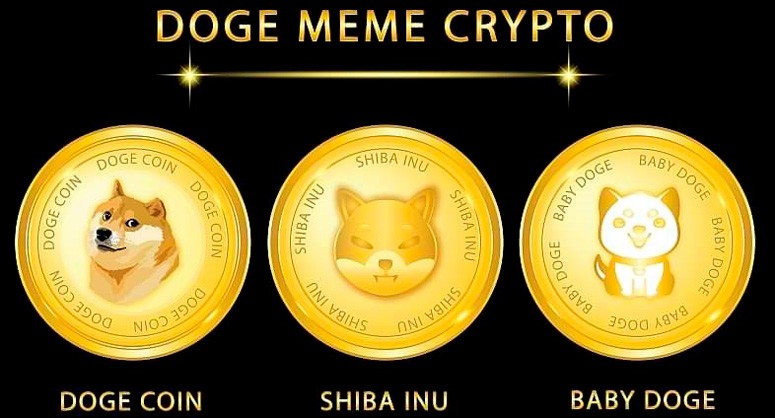 DOGE MEME CRYPTO
DOGE COIN DOGE COIN DOGE COIN DOGE COIN DOGE COIN
SHIBA INU SHIBA INU SHIBA INU SHIBA INU SHIBA INU
BABY DOGE BABY DOGE BABY DOGE BABY DOGE BABY DOGE BABY DOGE
DOGE COIN
SHIBA INU
BABY DOGE